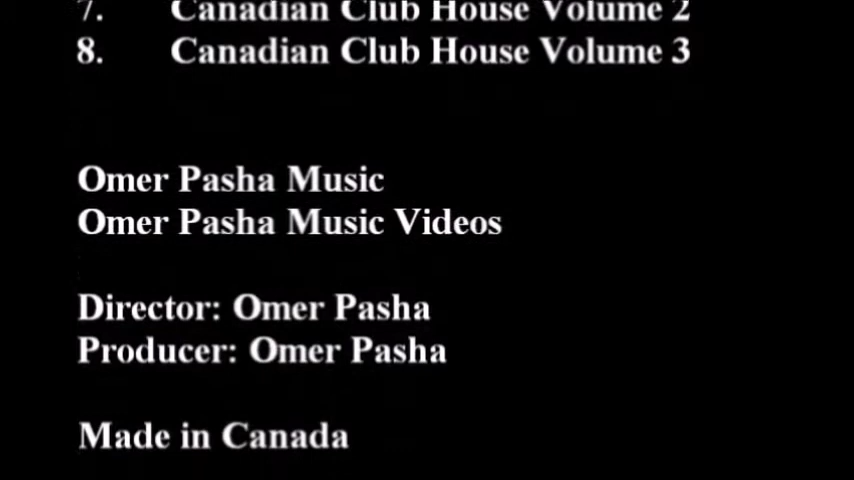 7. Canadian Club House Volume 2
8. Canadian Club House Volume 3
Omer Pasha Music
Omer Pasha Music Videos
Director: Omer Pasha
Producer: Omer Pasha
Made in Canada